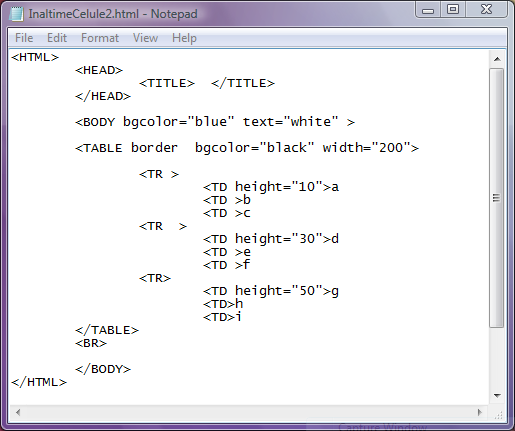 InaltimeCelule2.html - Notepad
File Edit Format View Help
<HTML>
<HEAD>
<TITLE>  </TITLE>
</HEAD>
<BODY bgcolor="blue" text="white" >
<TABLE border  bgcolor="black" width="200">
<TR >
<TD height="10">a
<TD >b
<TD >c
<TR  >
<TD height="30">d
<TD >e
<TD >f
<TR>
<TD height="50">g
<TD>h
<TD>i
</TABLE>
<BR>
</BODY>
</HTML>
Capture Window